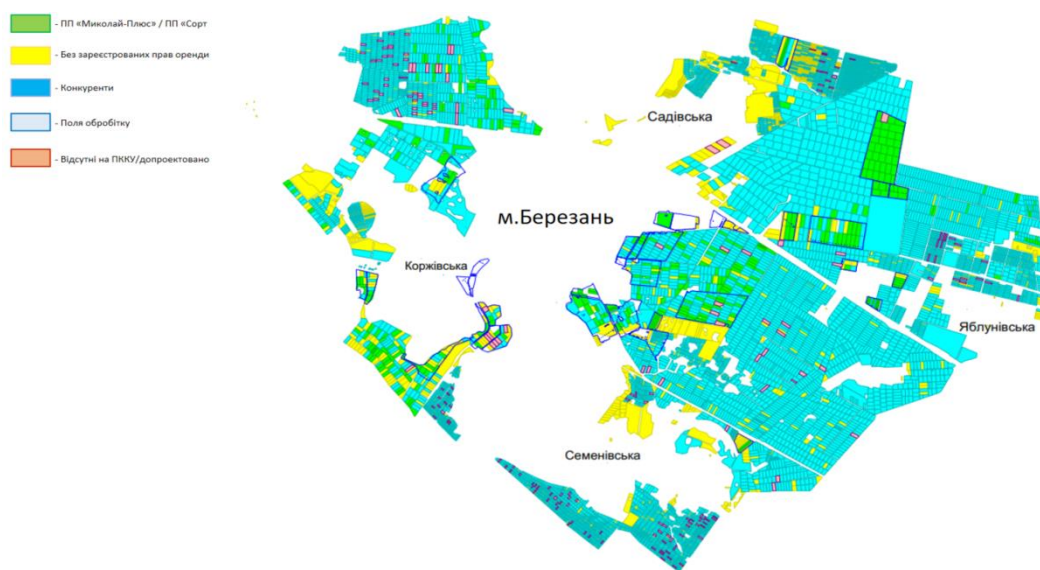 - ПП «Миколай-Плюс» / ПП «Сорт
- Без зареєстрованих прав оренди
- Конкуренти
- Поля обробітку
- Відсутні на ПККУ/допроектовано
Садівська
м.Березань
Коржівська
Яблунівська
Семенівська